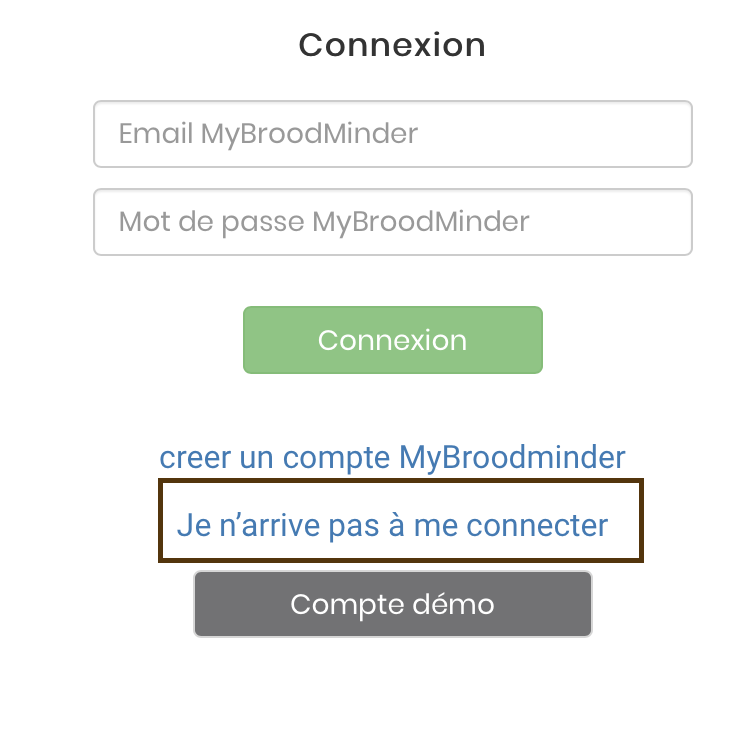 Connexion
Email MyBroodMinder
Mot de passe MyBroodMinder
Connexion
creer un compte MyBroodminder
Je n’arrive pas à me connecter
Compte démo